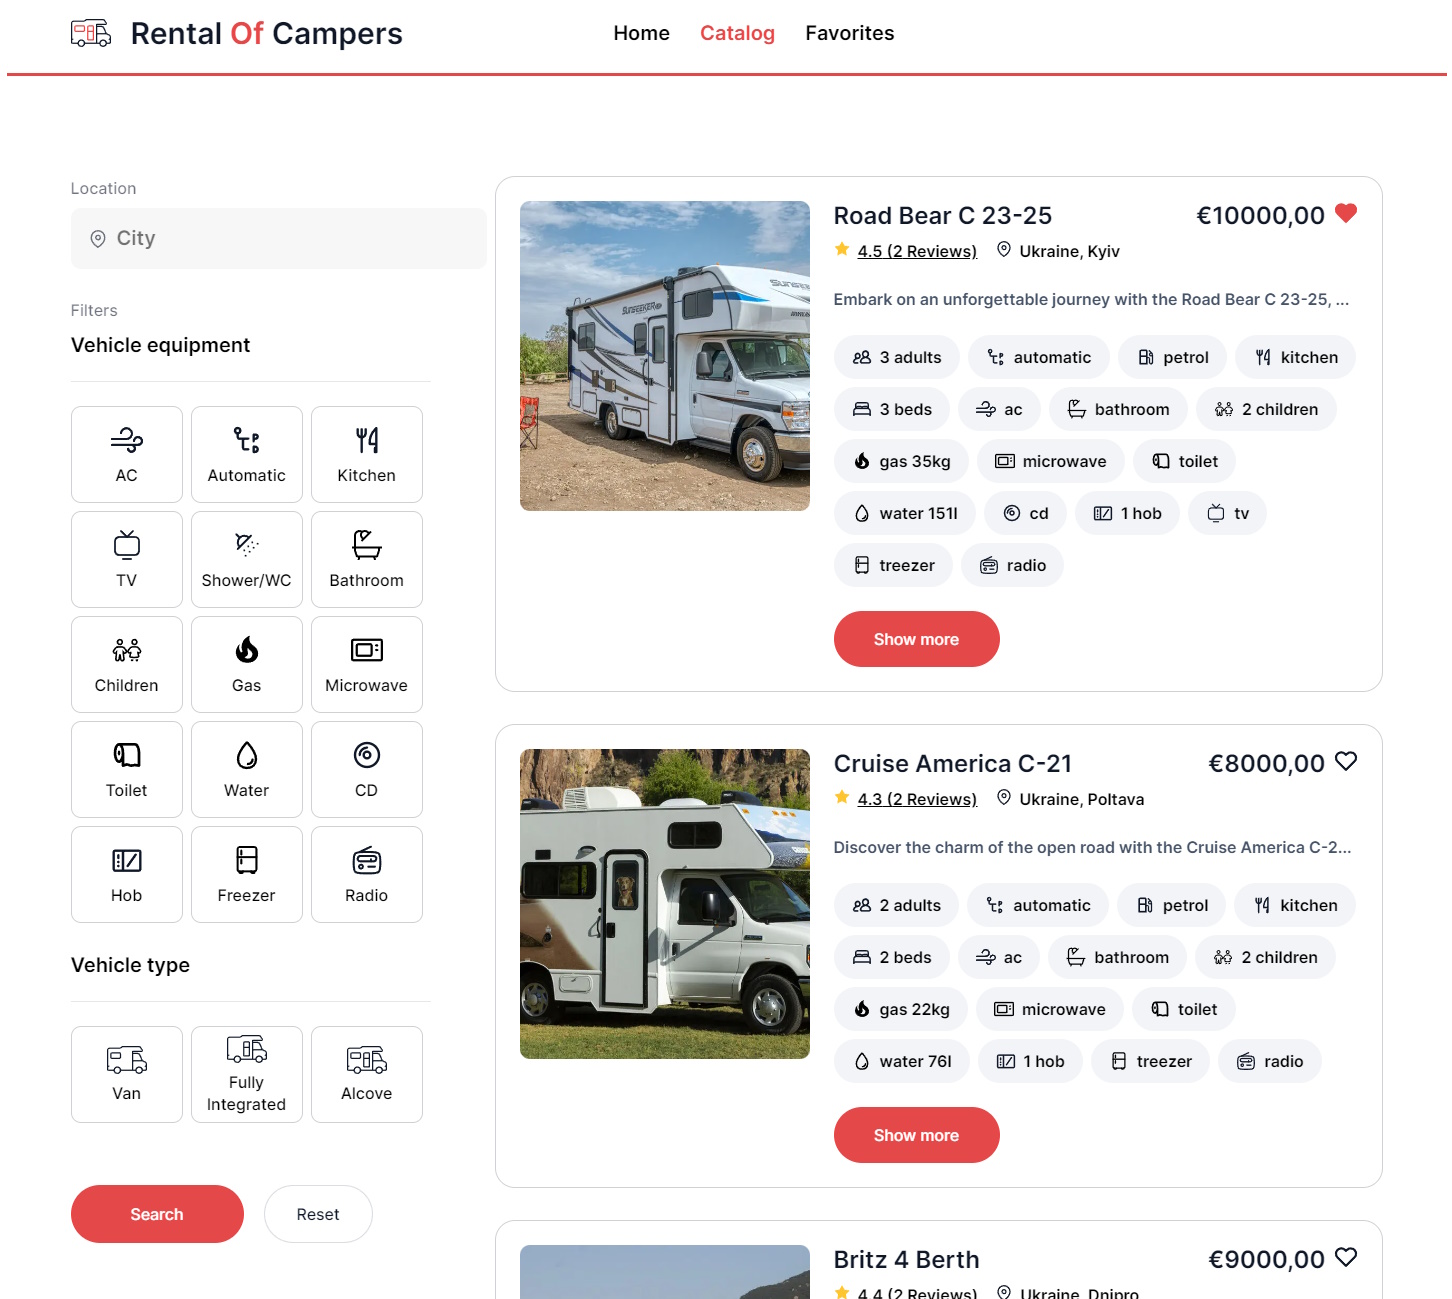 Rental Of Campers
Home Catalog Favorites
Location
City
Filters
Vehicle equipment
AC Automatic Kitchen
TV Shower/WC Bathroom
Children Gas Microwave
Toilet Water CD
Hob Freezer Radio
Vehicle type
Van Fully Integrated Alcove
Search Reset
SUNSEEKER
Road Bear C 23-25 €10000,00
4.5 (2 Reviews) Ukraine, Kyiv
Embark on an unforgettable journey with the Road Bear C 23-25, ...
3 adults automatic petrol kitchen
3 beds ac bathroom 2 children
gas 35kg microwave toilet
water 151l cd 1 hob tv
treezer radio
Show more
Cruise America C-21 €8000,00
4.3 (2 Reviews) Ukraine, Poltava
Discover the charm of the open road with the Cruise America C-2...
2 adults automatic petrol kitchen
2 beds ac bathroom 2 children
gas 22kg microwave toilet
water 76l 1 hob treezer radio
Show more
Britz 4 Berth €9000,00
4.4 (2 Reviews) Ukraine, Dnipro